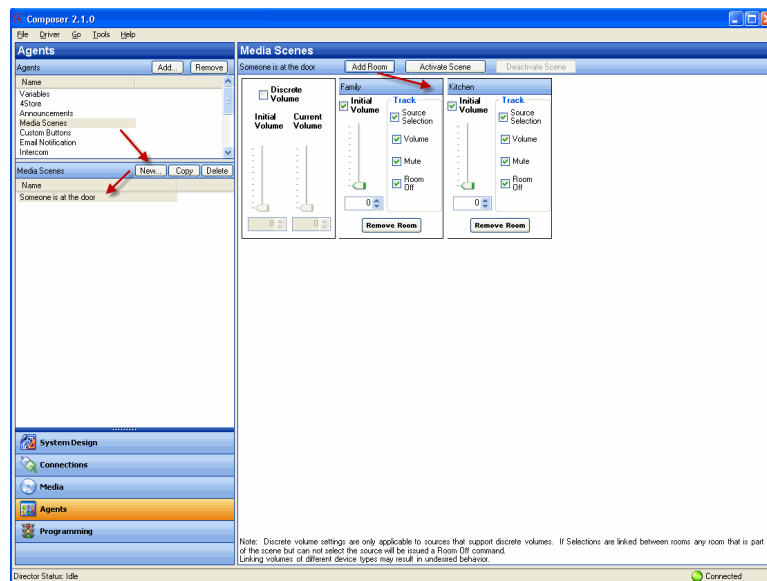 Composer 2.1.0
File Driver Go Tools Help
Agents
Agents Add... Remove
Name
Variables
4Store
Announcements
Media Scenes
Custom Buttons
Email Notification
Intercom
Media Scenes New... Copy Delete
Name
Someone is at the door
System Design
Connections
Media
Agents
Programming
Media Scenes
Someone is at the door Add Room Activate Scene Deactivate Scene
Discrete Volume
Initial Volume Current Volume
0 0
Family
Initial Volume
Track
Source Selection
Volume
Mute
Room Off
0
Remove Room
Kitchen
Initial Volume
Track
Source Selection
Volume
Mute
Room Off
0
Remove Room
Note: Discrete volume settings are only applicable to sources that support discrete volumes. If Selections are linked between rooms any room that is part
of the scene but can not select the source will be issued a Room Off command.
Linking volumes of different device types may result in undesired behavior.
Director Status: Idle Connected